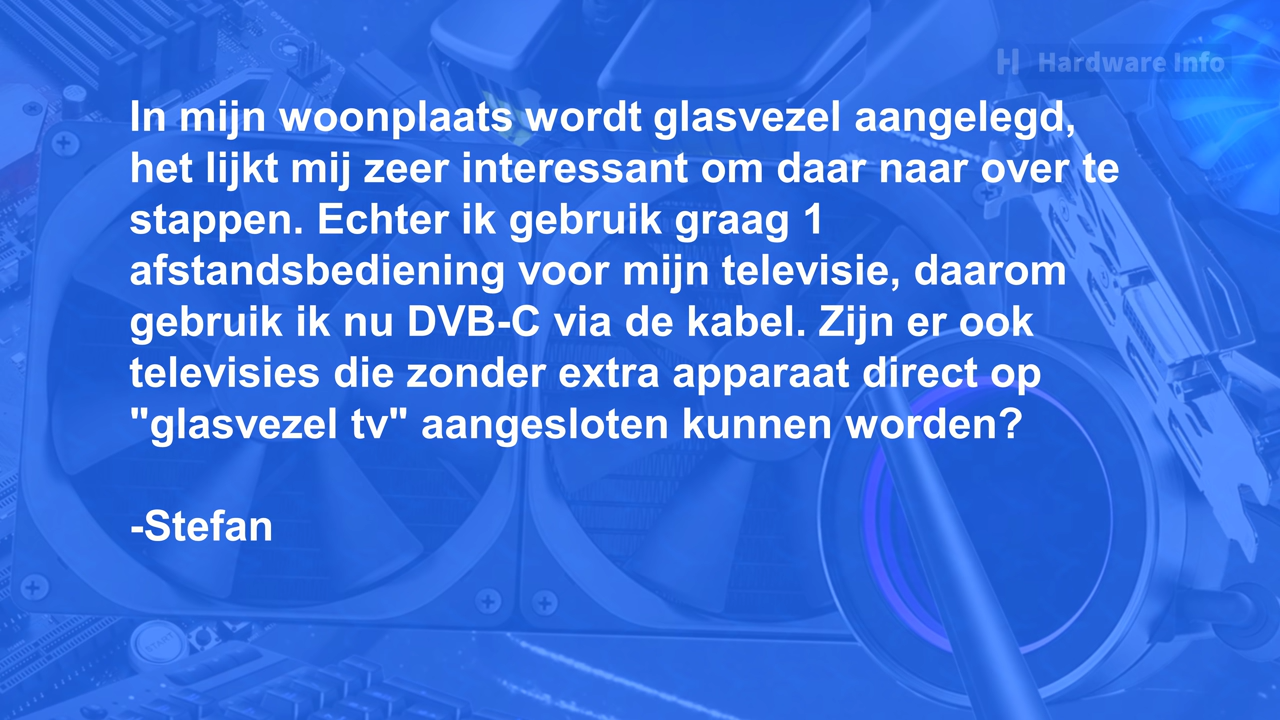 Hardware Info
In mijn woonplaats wordt glasvezel aangelegd,
het lijkt mij zeer interessant om daar naar over te
stappen. Echter ik gebruik graag 1
afstandsbediening voor mijn televisie, daarom
gebruik ik nu DVB-C via de kabel. Zijn er ook
televisies die zonder extra apparaat direct op
"glasvezel tv" aangesloten kunnen worden?
-Stefan
START